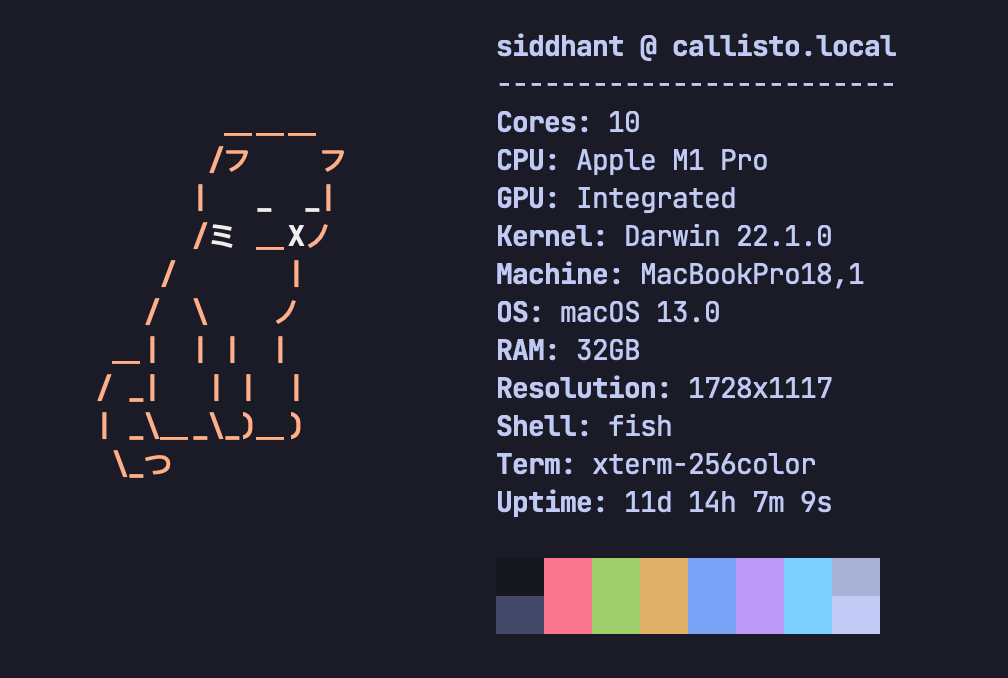 siddhant @ callisto.local
-------------------------
Cores: 10
CPU: Apple M1 Pro
GPU: Integrated
Kernel: Darwin 22.1.0
Machine: MacBookPro18,1
OS: macOS 13.0
RAM: 32GB
Resolution: 1728x1117
Shell: fish
Term: xterm-256color
Uptime: 11d 14h 7m 9s